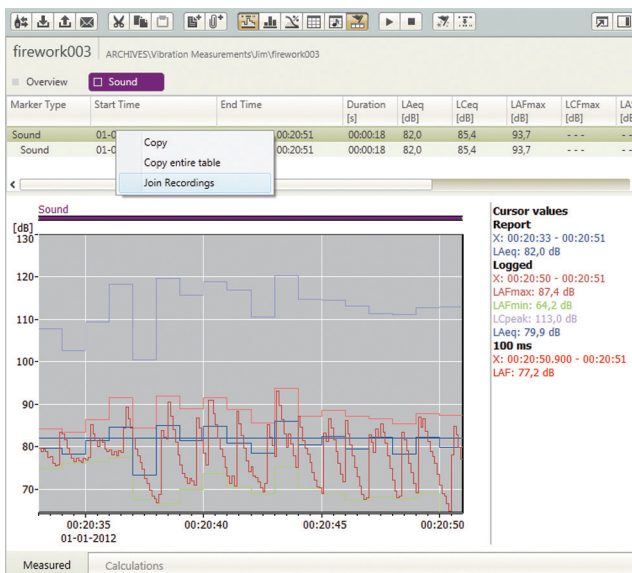 firework003 ARCHIVES\Vibration Measurements\Jim\firework003
Overview Sound
Marker Type Start Time End Time Duration LAeq LCeq LAFmax LCFmax
[s] [dB] [dB] [dB] [dB] [dB]
Sound 01-0 00:20:51 00:00:18 82,0 85,4 93,7 - - -
Sound 01-0 00:20:51 00:00:18 82,0 85,4 93,7 - - -
Copy
Copy entire table
Join Recordings
Sound
[dB]
130
120
110
100
90
80
70
00:20:35 00:20:40 00:20:45 00:20:50
01-01-2012
Cursor values
Report
X: 00:20:33 - 00:20:51
LAeq: 82,0 dB
Logged
X: 00:20:50 - 00:20:51
LAFmax: 87,4 dB
LAFmin: 64,2 dB
LCpeak: 113,0 dB
LAeq: 79,9 dB
100 ms
X: 00:20:50.900 - 00:20:51
LAF: 77,2 dB
Measured Calculations